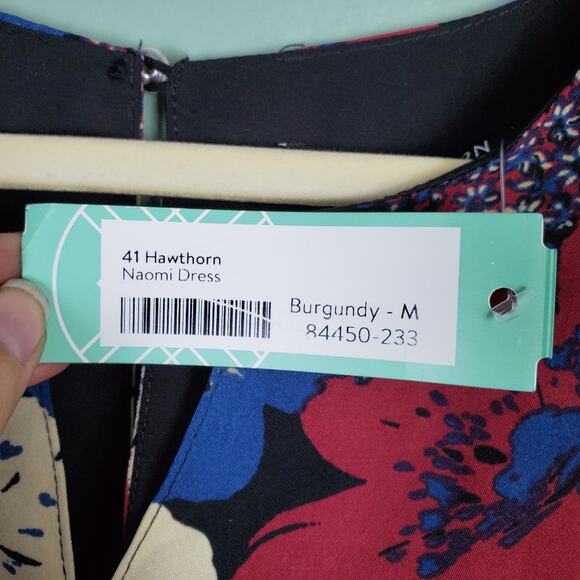 41 Hawthorn
Naomi Dress
Burgundy - M
84450-233